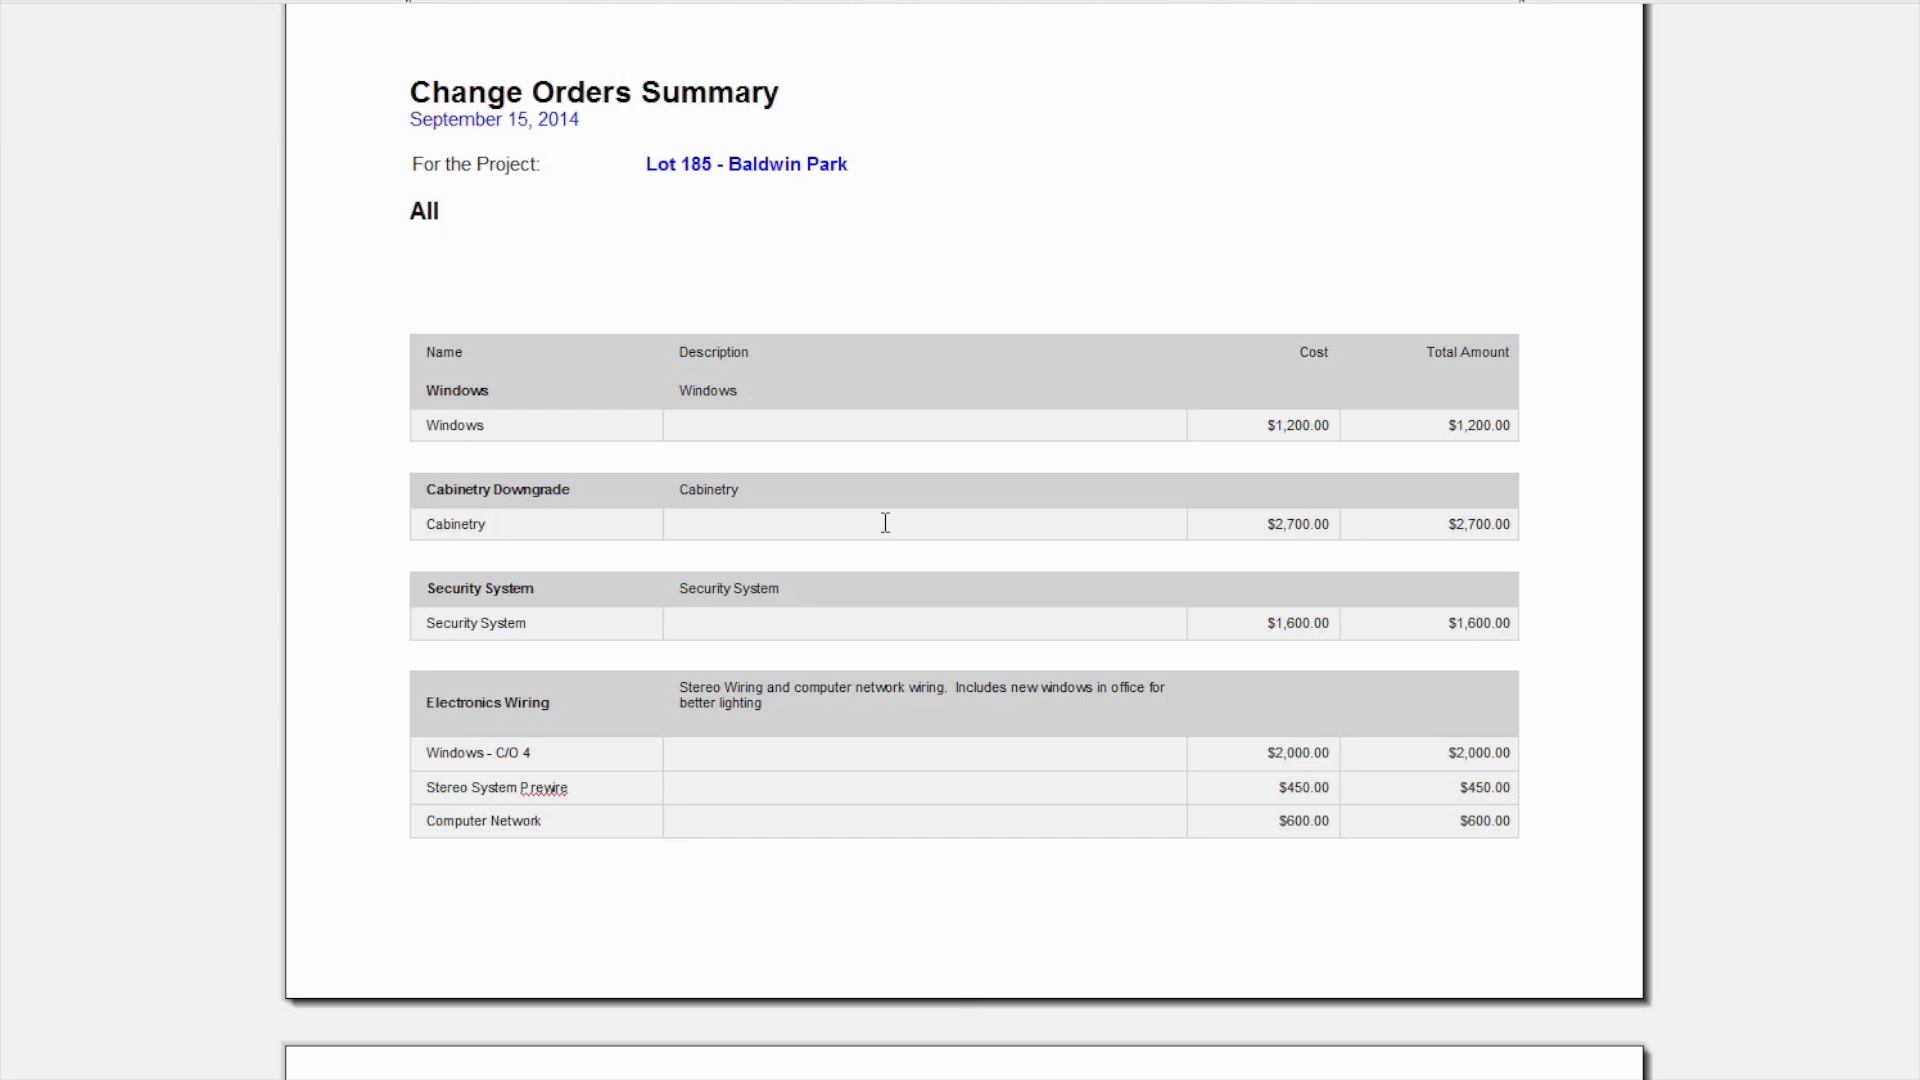 Change Orders Summary
September 15, 2014
For the Project: Lot 185 - Baldwin Park
All
Name Description Cost Total Amount
Windows Windows
Windows $1,200.00 $1,200.00
Cabinetry Downgrade Cabinetry
Cabinetry $2,700.00 $2,700.00
Security System Security System
Security System $1,600.00 $1,600.00
Electronics Wiring Stereo Wiring and computer network wiring. Includes new windows in office for
better lighting
Windows - C/O 4 $2,000.00 $2,000.00
Stereo System Prewire $450.00 $450.00
Computer Network $600.00 $600.00